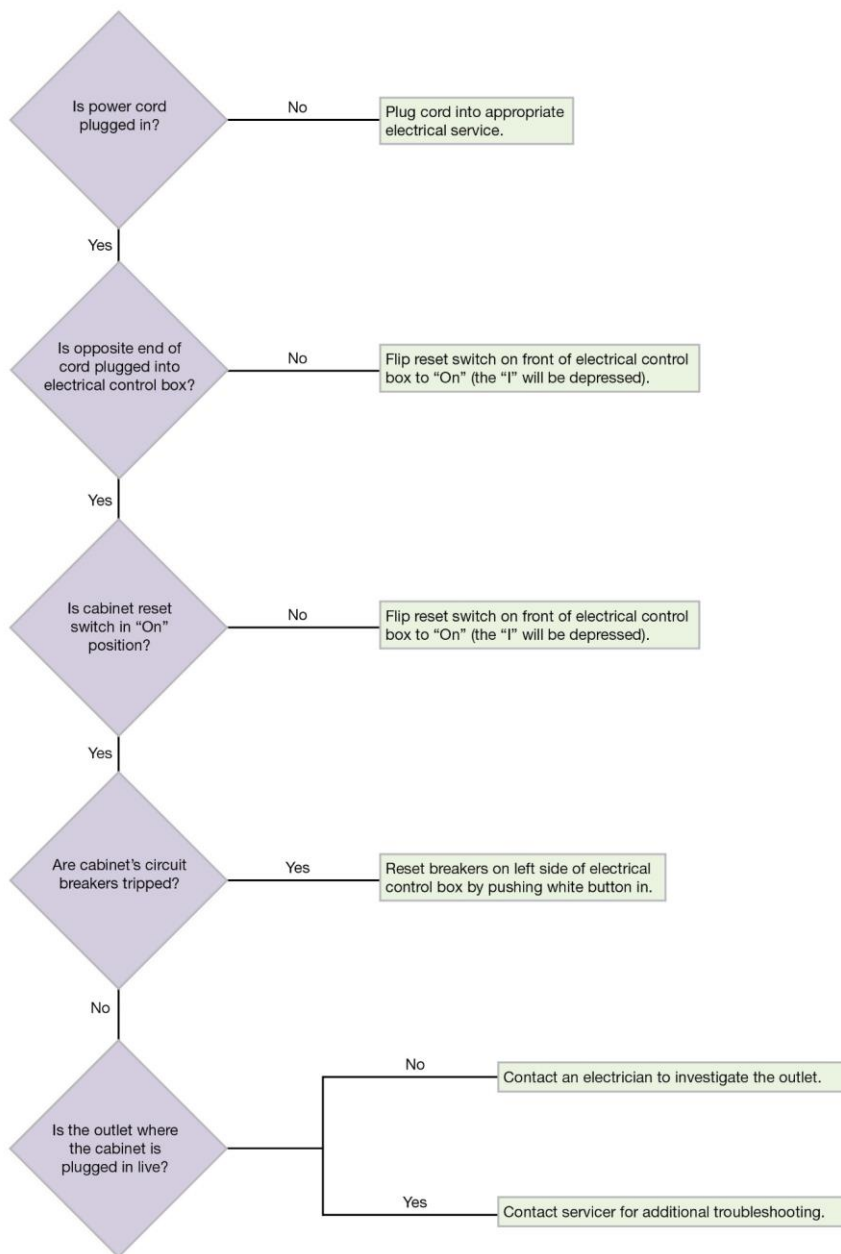 Is power cord
plugged in?
No
Plug cord into appropriate
electrical service.
Yes
Is opposite end of
cord plugged into
electrical control box?
No
Flip reset switch on front of electrical control
box to “On” (the “I” will be depressed).
Yes
Is cabinet reset
switch in “On”
position?
No
Flip reset switch on front of electrical control
box to “On” (the “I” will be depressed).
Yes
Are cabinet’s circuit
breakers tripped?
Yes
Reset breakers on left side of electrical
control box by pushing white button in.
No
Is the outlet where
the cabinet is
plugged in live?
No
Contact an electrician to investigate the outlet.
Yes
Contact servicer for additional troubleshooting.